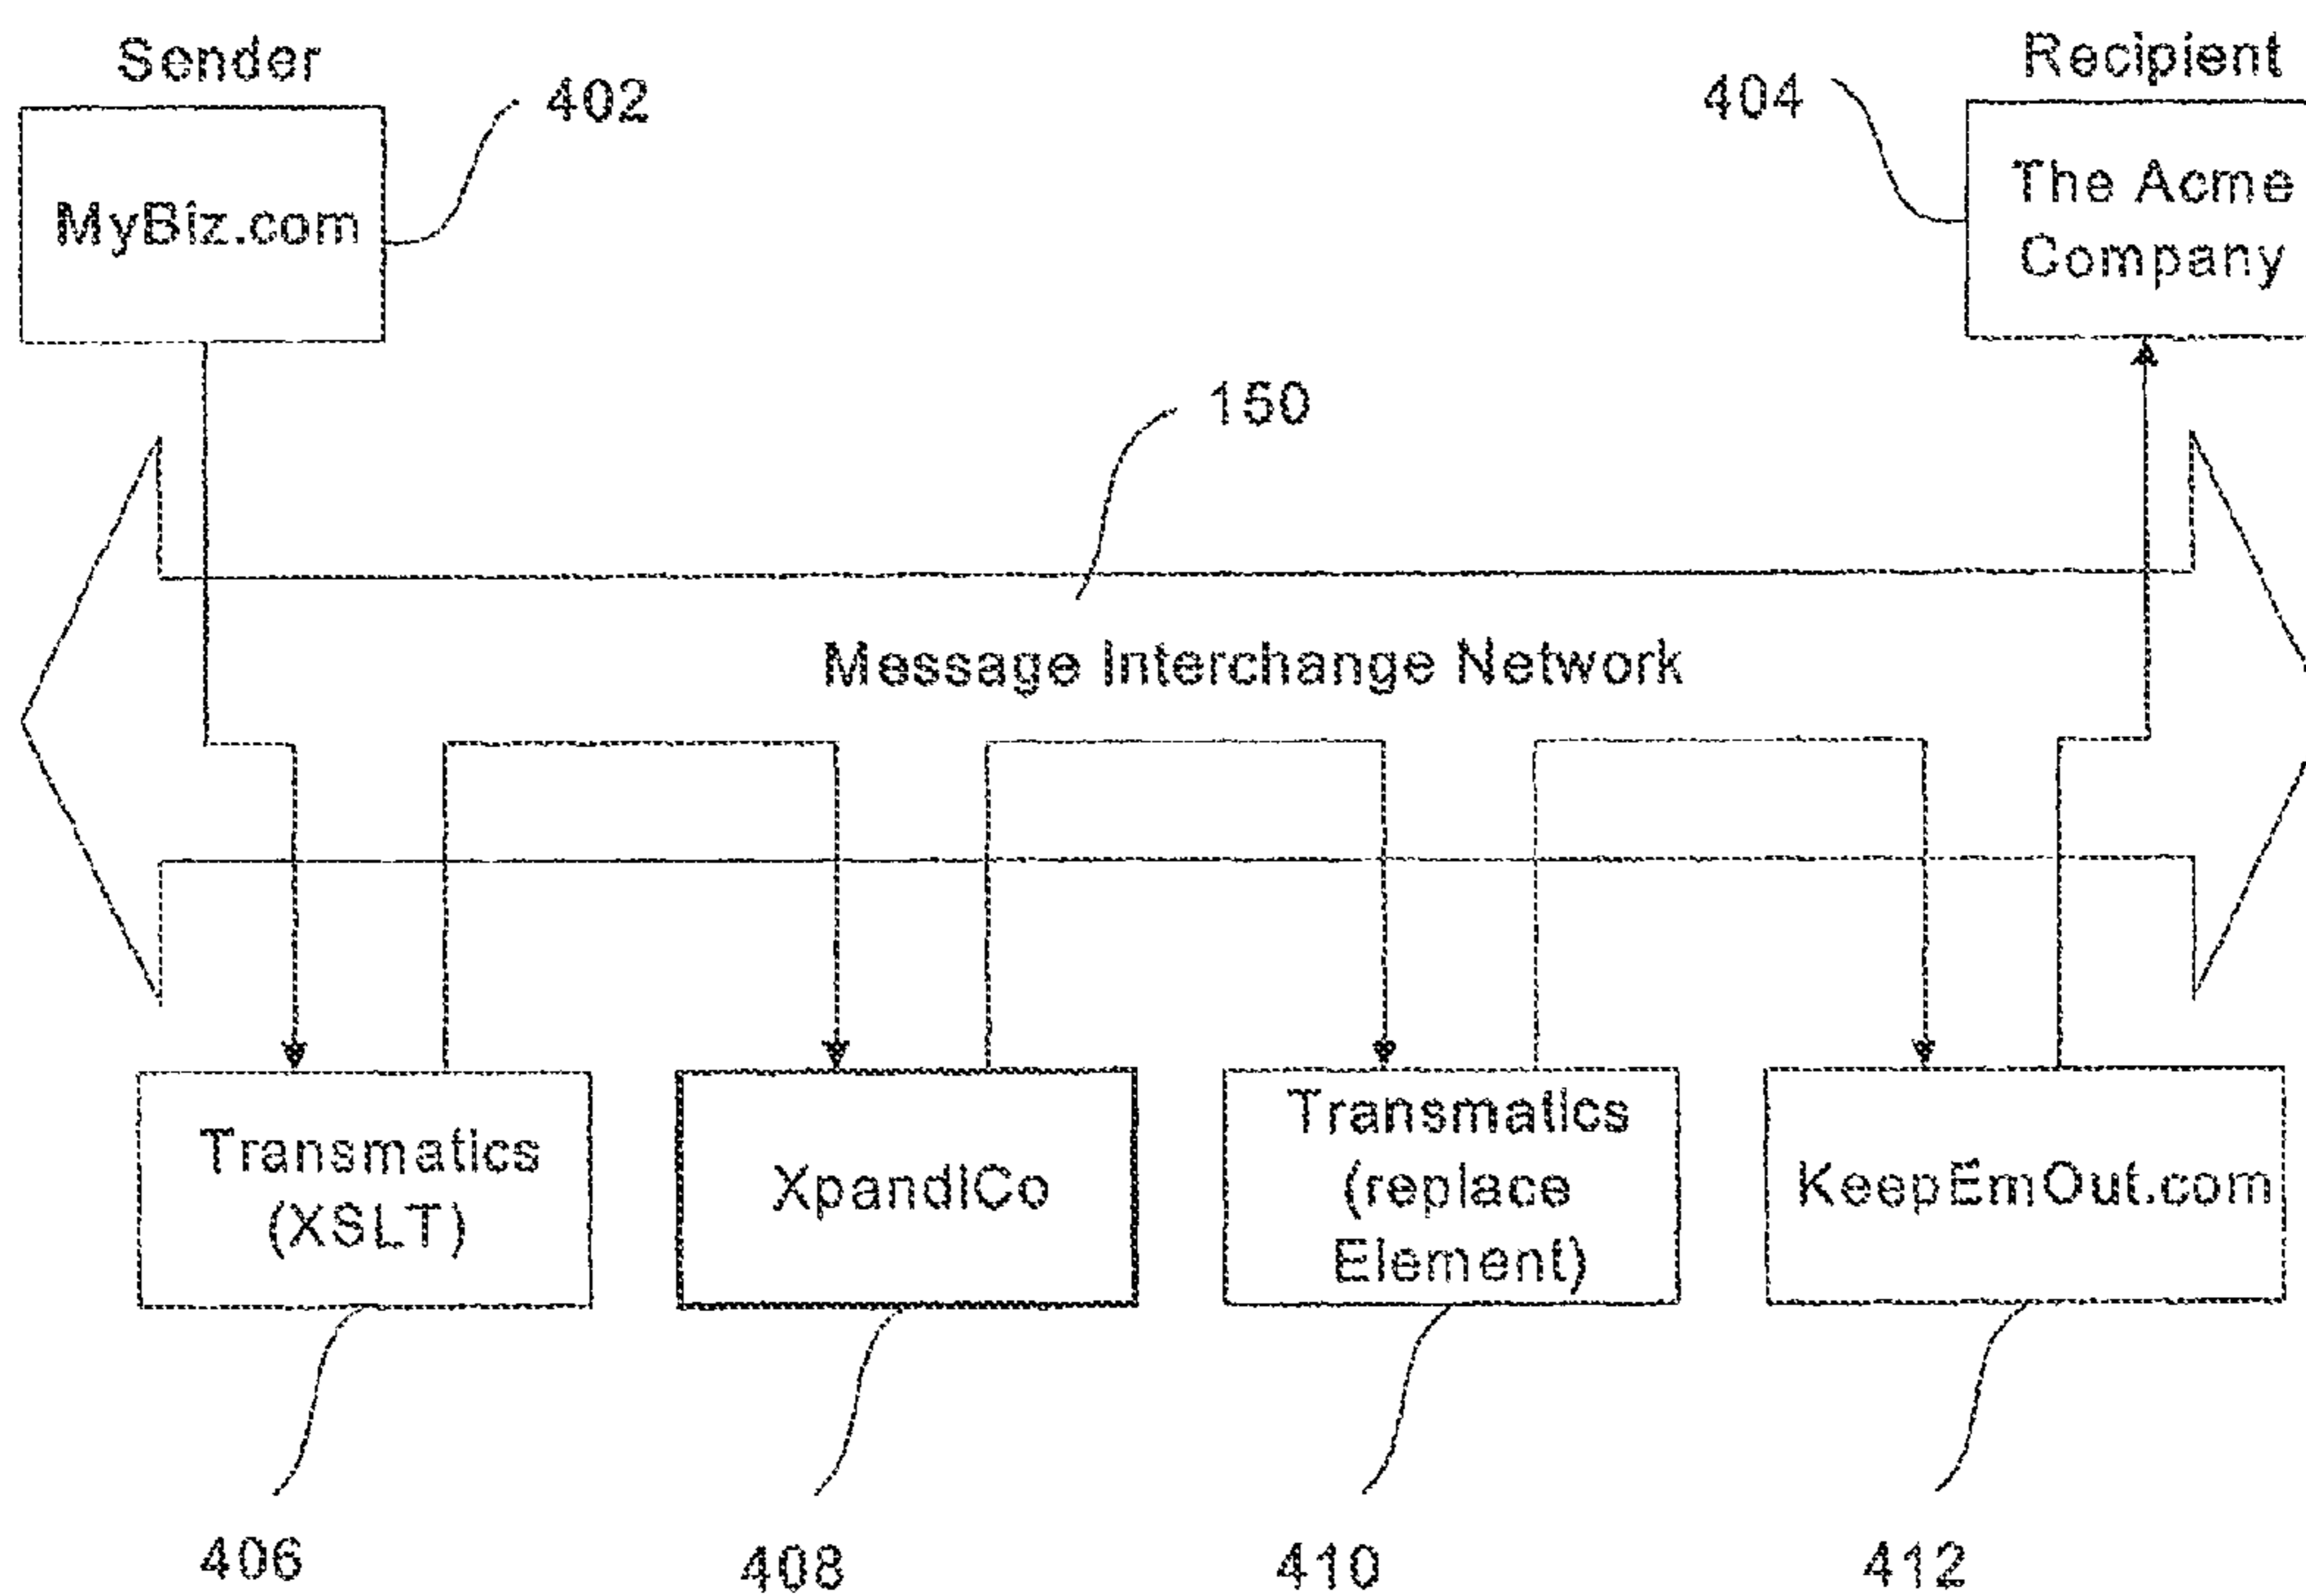 Sender
Recipient
402
404
MyBiz.com
The Acme
Company
150
Message Interchange Network
Transmatics
(XSLT)
XpandICo
Transmatics
(replace
Element)
KeepEmOut.com
406
408
410
412